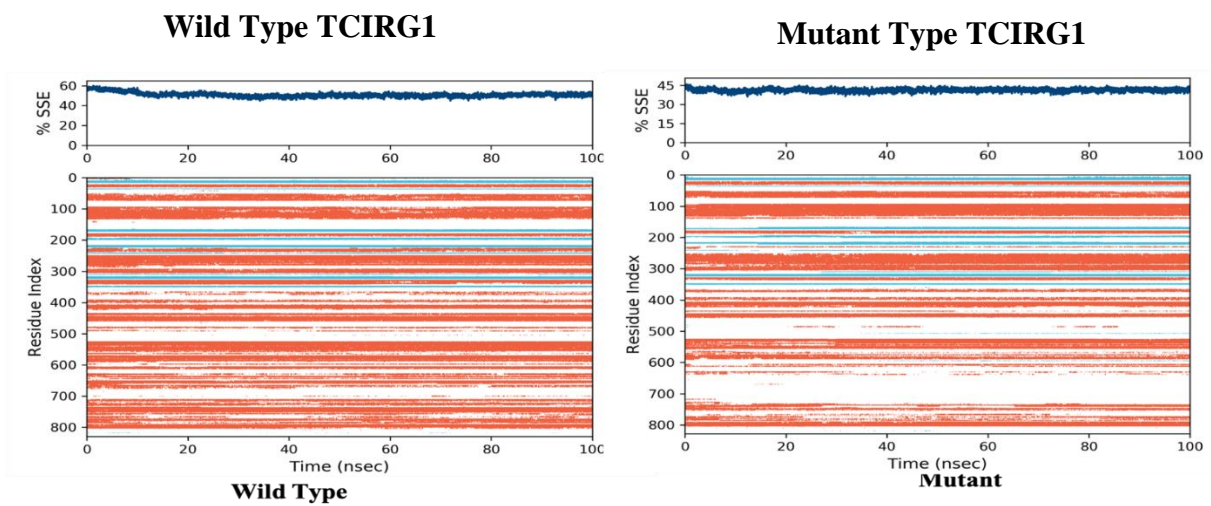 Wild Type TCIRG1
Mutant Type TCIRG1
% SSE
60
40
20
0
0 20 40 60 80 100
Residue Index
0
100
200
300
400
500
600
700
800
0 20 40 60 80 100
Time (nsec)
Wild Type
% SSE
45
30
15
0
0 20 40 60 80 100
Residue Index
0
100
200
300
400
500
600
700
800
0 20 40 60 80 100
Time (nsec)
Mutant